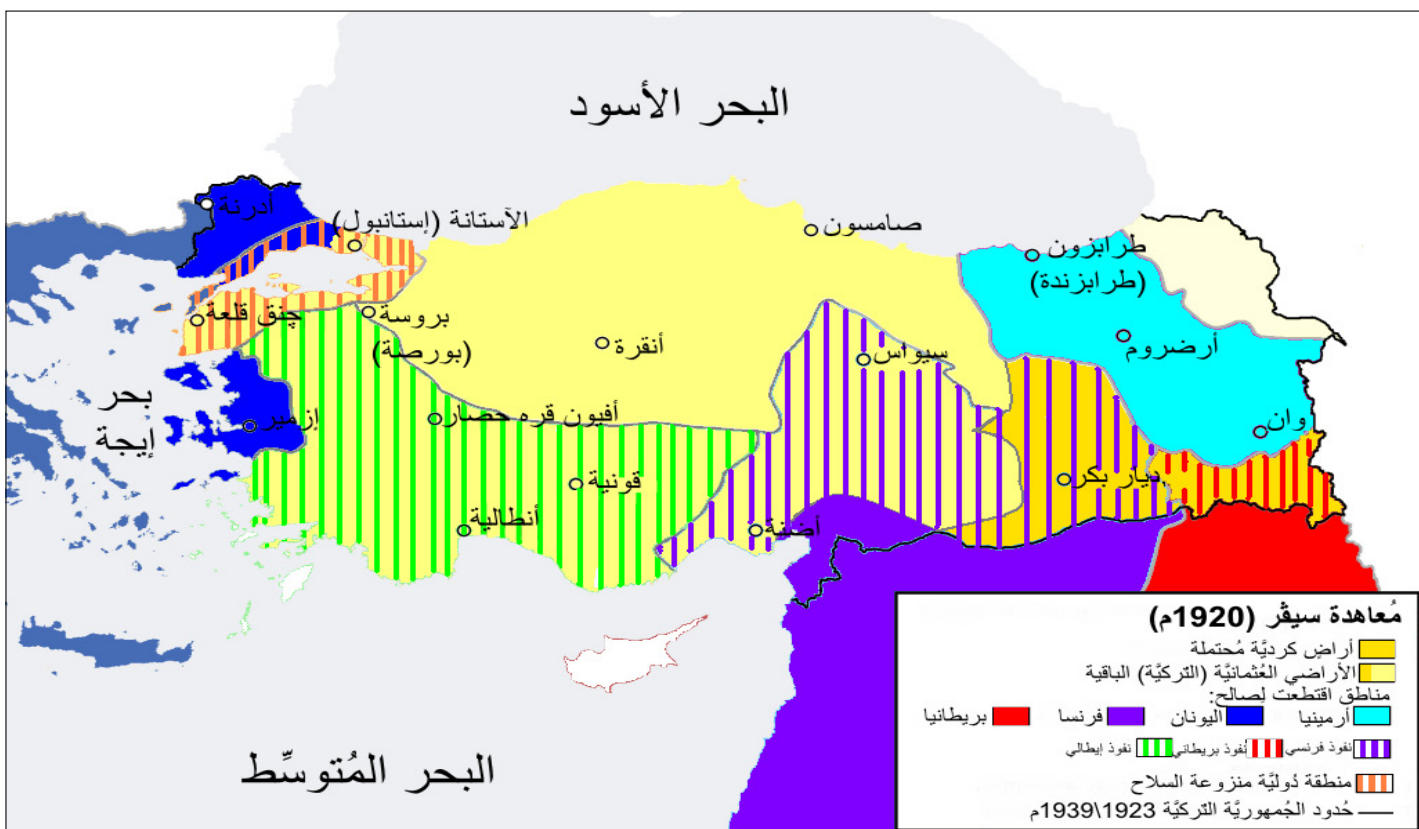 البحر الأسود
أدرنة
الآستانة (إستانبول)
صامسون
طرابزون
(طرابزندة)
چنق قلعة
بروسة
(بورصة)
أنقرة
سيواس
أرضروم
بحر
إيجة
إزمير
أفيون قره حصار
وان
قونية
ديار بكر
أنطالية
أضنة
البحر المُتوسِّط
مُعاهدة سيڤر (1920م)
أراضٍ كرديَّة مُحتملة
الأراضي العُثمانيَّة (التركيَّة) الباقية
مناطق اقتطعت لِصالح:
أرمينيا اليونان فرنسا بريطانيا
نفوذ فرنسي نفوذ بريطاني نفوذ إيطالي
منطقة دُوليَّة منزوعة السلاح
حُدود الجُمهوريَّة التركيَّة 1923\1939م